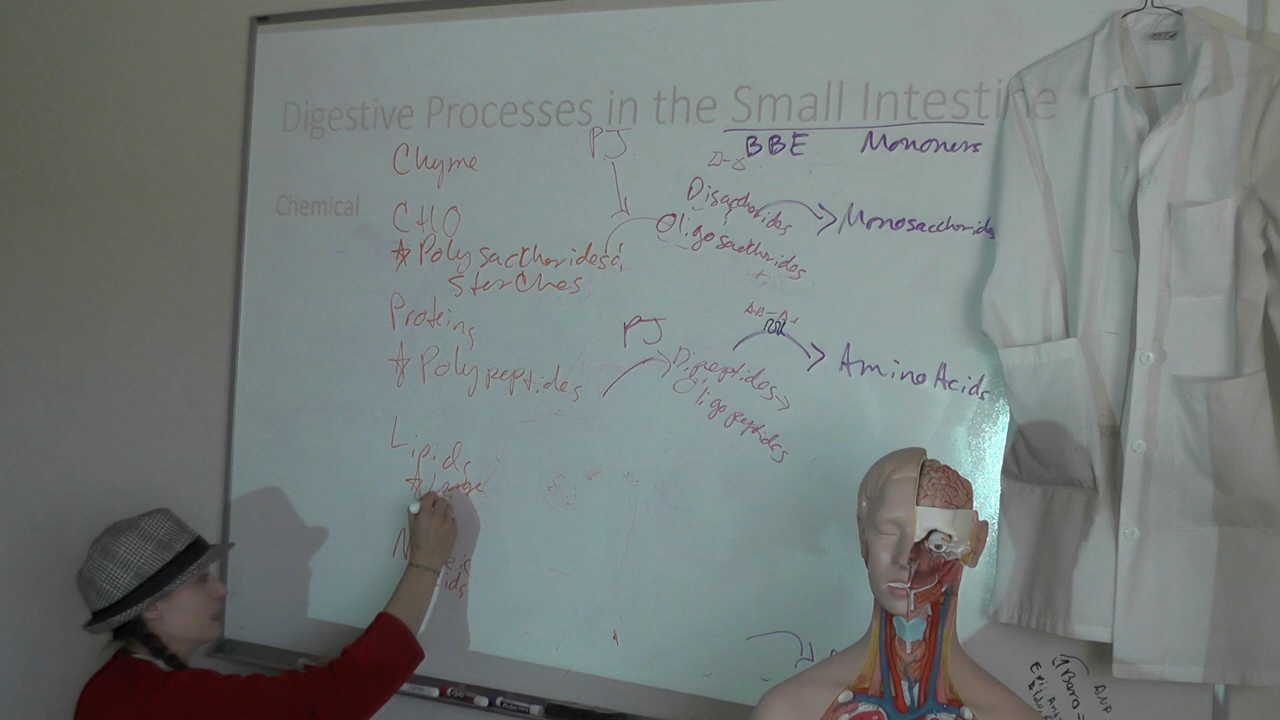 Digestive Processes in the Small Intestine
Chyme
PJ
BBE Monomers
Chemical
CHO
Disaccharides
Oligosaccharides
Monosaccharides
*Polysaccharides
Starches
Proteins
*Polypeptides
PJ
Dipeptides
Oligopeptides
Amino Acids
Lipids
*Large